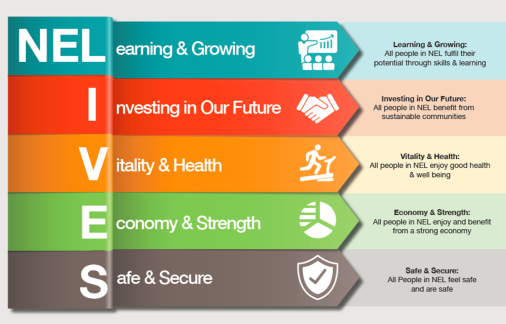 NEL earning & Growing
Learning & Growing:
All people in NEL fulfil their
potential through skills & learning
I nvesting in Our Future
Investing in Our Future:
All people in NEL benefit from
sustainable communities
V itality & Health
Vitality & Health:
All people in NEL enjoy good health
& well being
E conomy & Strength
Economy & Strength:
All people in NEL enjoy and benefit
from a strong economy
S afe & Secure
Safe & Secure:
All People in NEL feel safe
and are safe